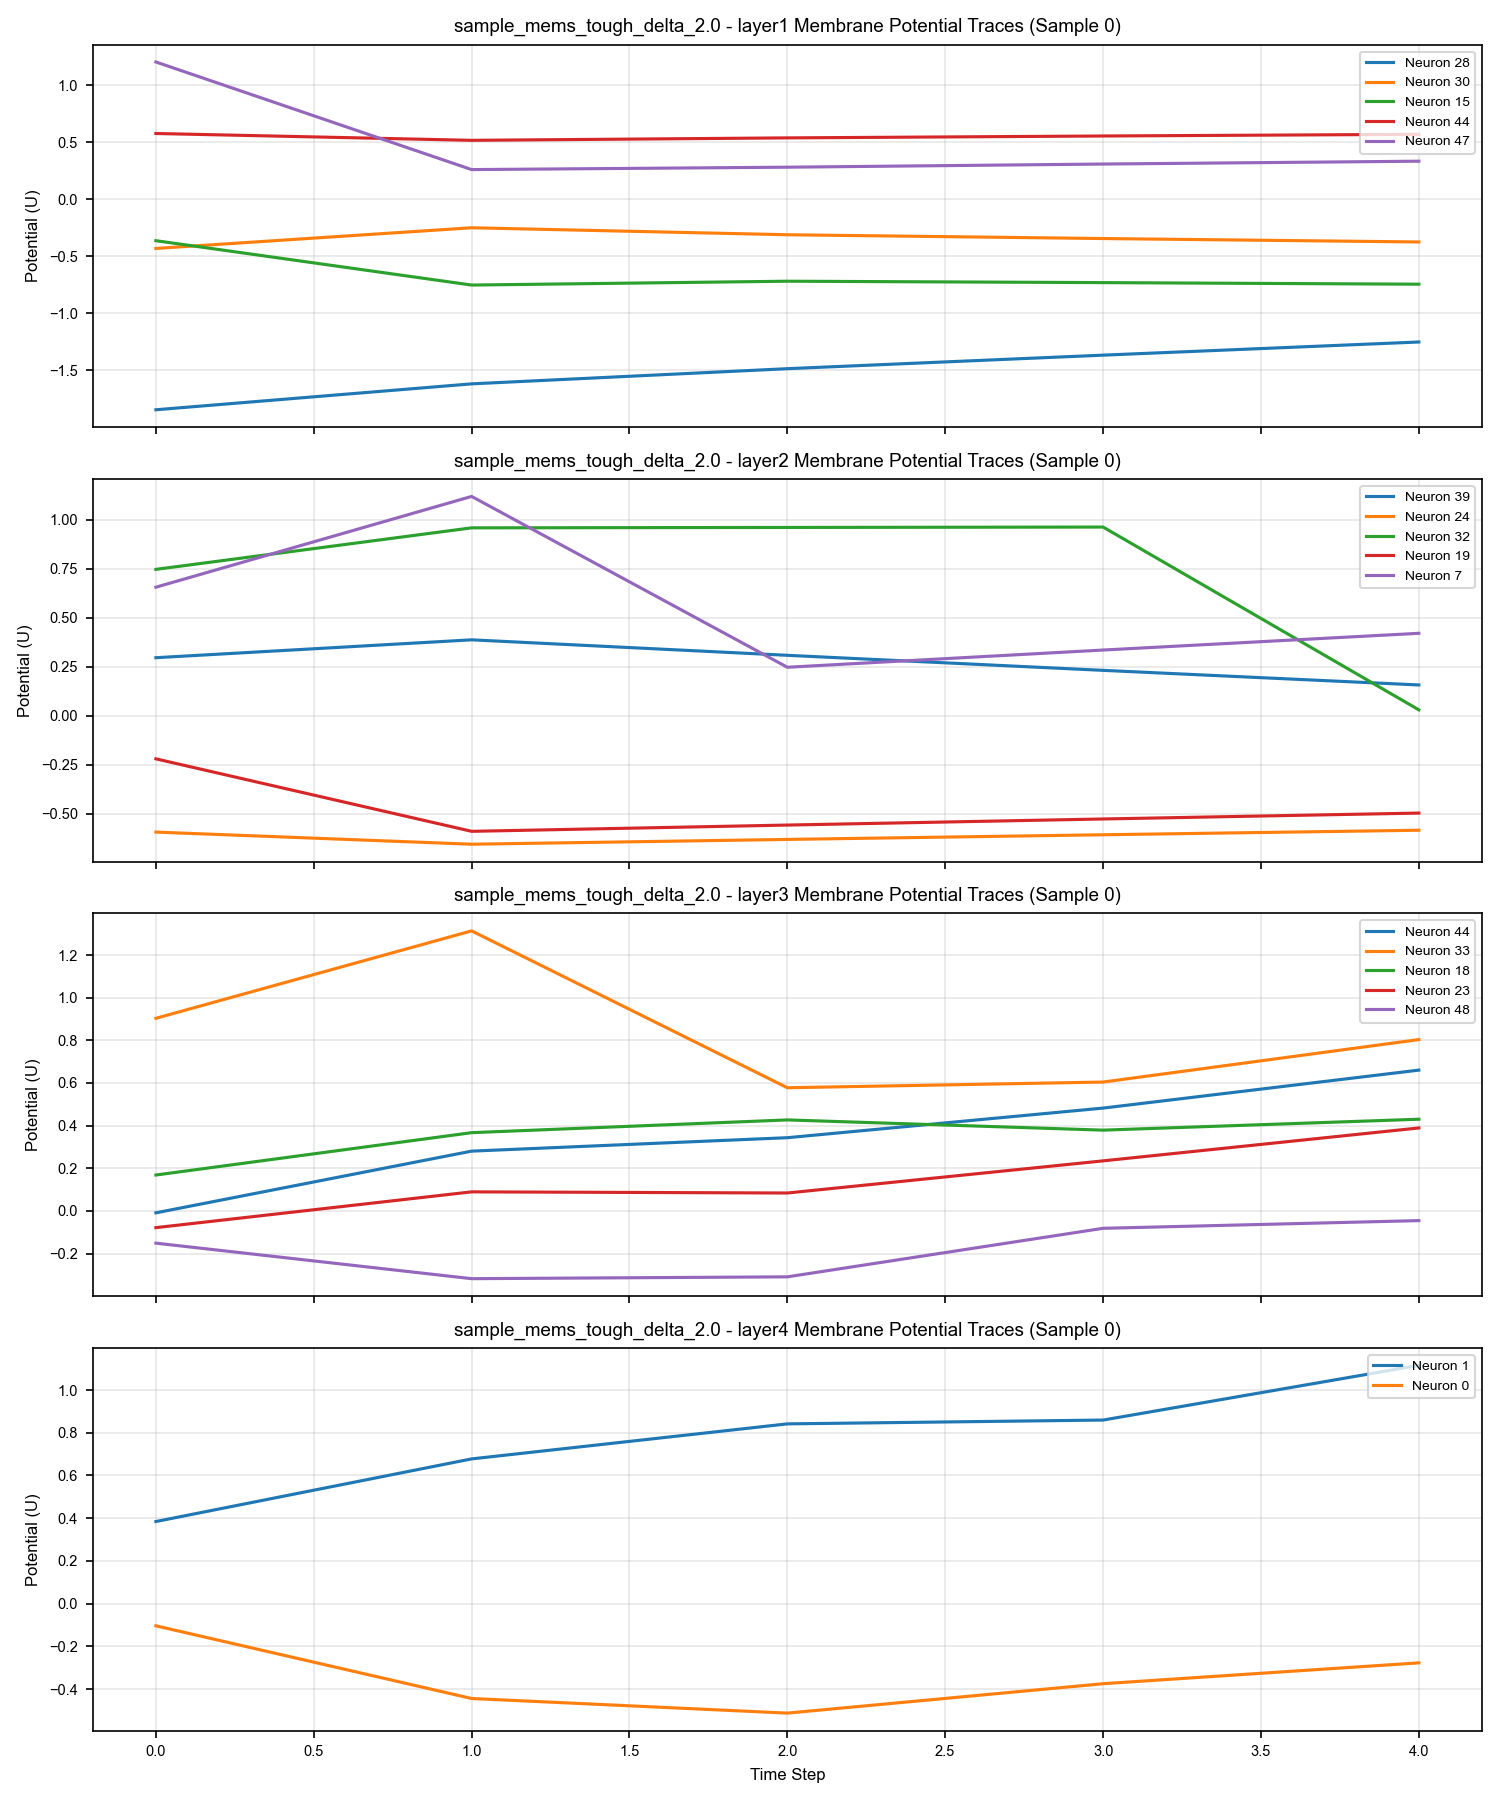 sample_mems_tough_delta_2.0 - layer1 Membrane Potential Traces (Sample 0)
Potential (U)
1.0
0.5
0.0
−0.5
−1.0
−1.5
Neuron 28
Neuron 30
Neuron 15
Neuron 44
Neuron 47
sample_mems_tough_delta_2.0 - layer2 Membrane Potential Traces (Sample 0)
Potential (U)
1.00
0.75
0.50
0.25
0.00
−0.25
−0.50
Neuron 39
Neuron 24
Neuron 32
Neuron 19
Neuron 7
sample_mems_tough_delta_2.0 - layer3 Membrane Potential Traces (Sample 0)
Potential (U)
1.2
1.0
0.8
0.6
0.4
0.2
0.0
−0.2
Neuron 44
Neuron 33
Neuron 18
Neuron 23
Neuron 48
sample_mems_tough_delta_2.0 - layer4 Membrane Potential Traces (Sample 0)
Potential (U)
1.0
0.8
0.6
0.4
0.2
0.0
−0.2
−0.4
Neuron 1
Neuron 0
0.0 0.5 1.0 1.5 2.0 2.5 3.0 3.5 4.0
Time Step